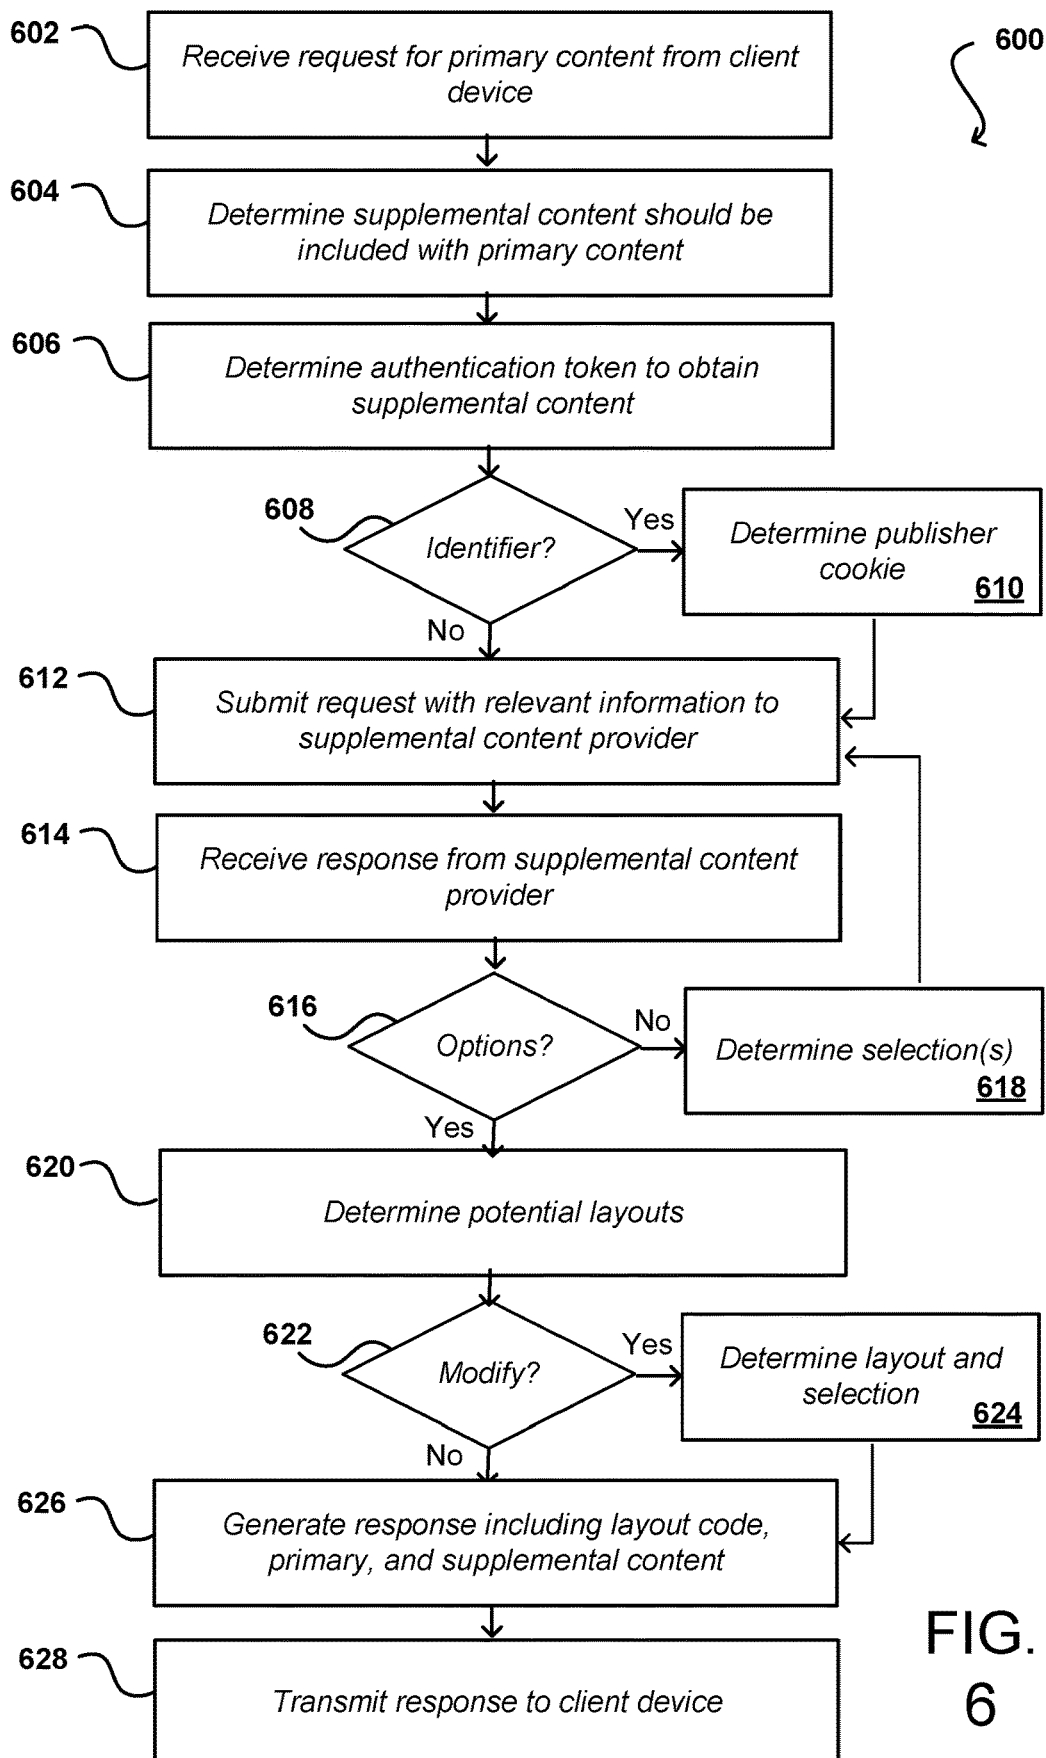 602
600
Receive request for primary content from client
device
604
Determine supplemental content should be
included with primary content
606
Determine authentication token to obtain
supplemental content
608
Identifier?
Yes
Determine publisher
cookie
610
No
612
Submit request with relevant information to
supplemental content provider
614
Receive response from supplemental content
provider
616
Options?
No
Determine selection(s)
618
Yes
620
Determine potential layouts
622
Modify?
Yes
Determine layout and
selection
624
No
626
Generate response including layout code,
primary, and supplemental content
628
Transmit response to client device
FIG.
6